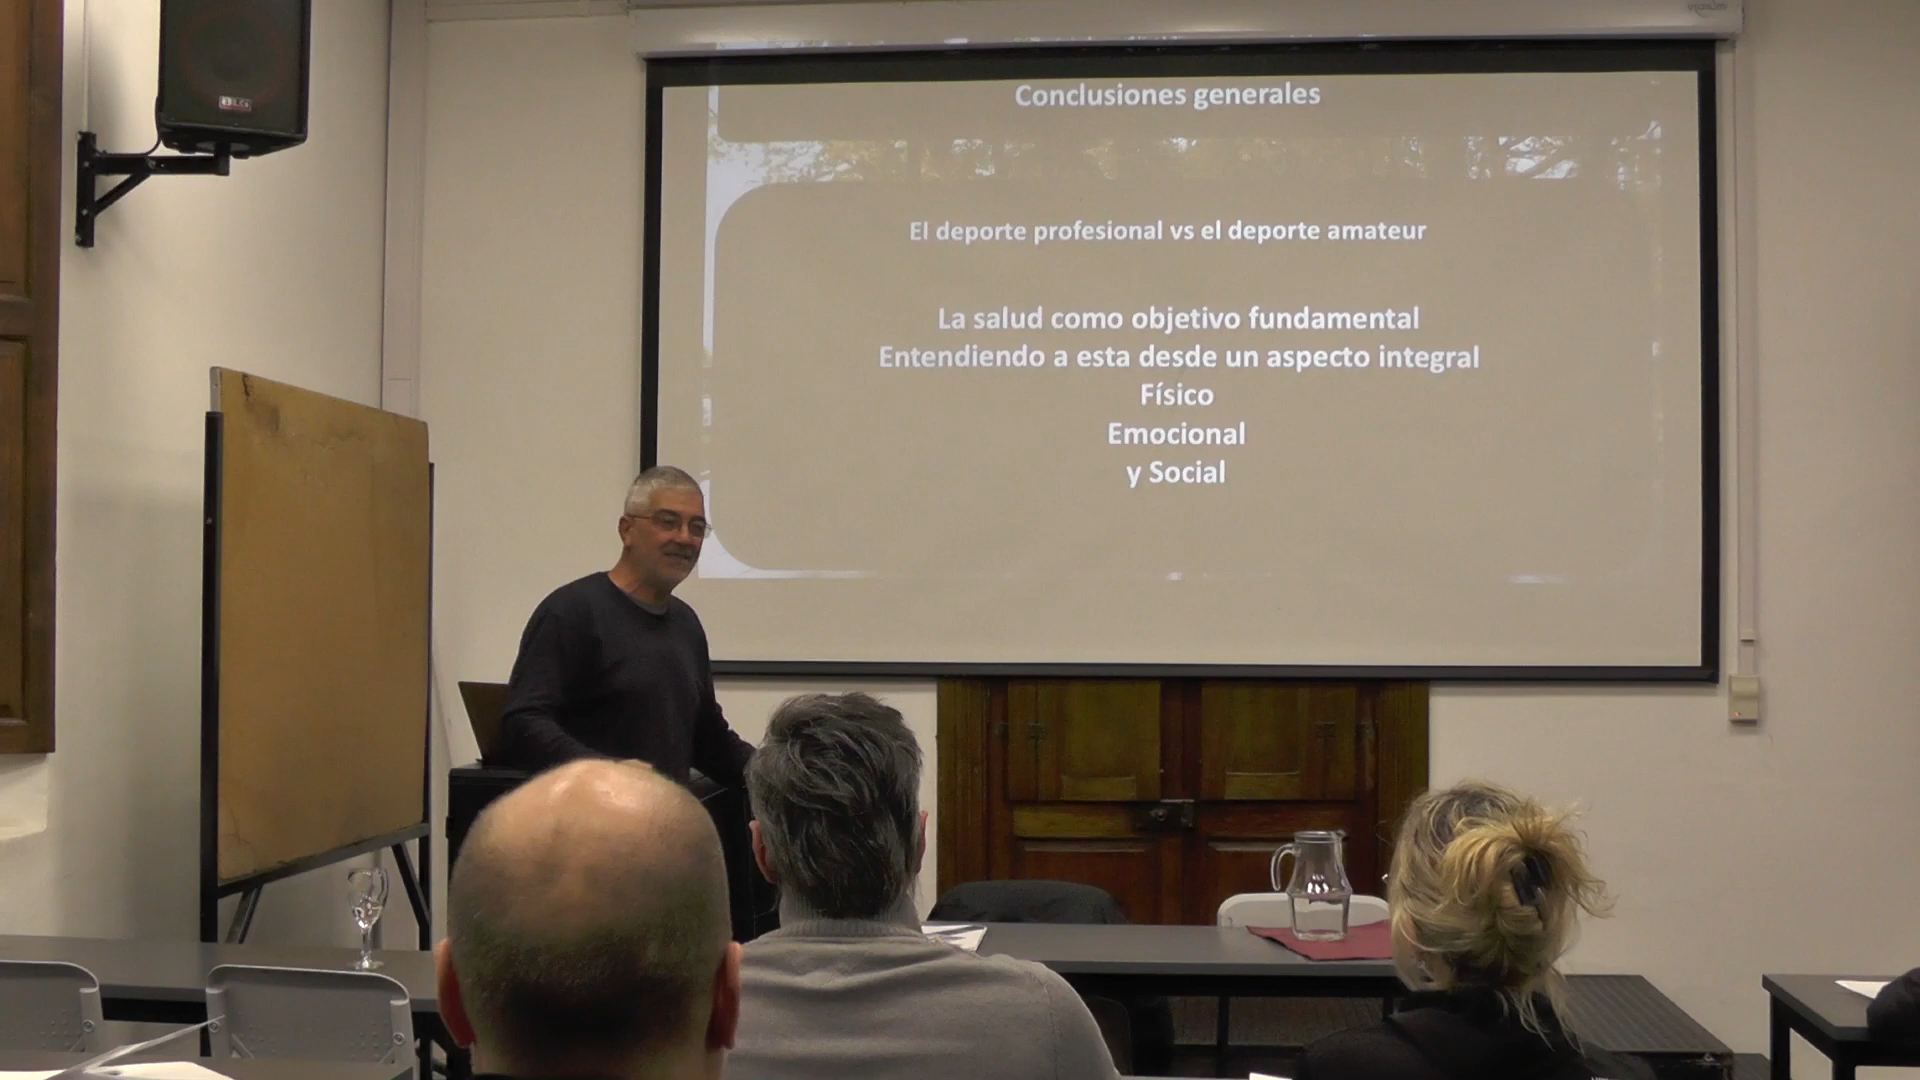 Conclusiones generales
El deporte profesional vs el deporte amateur
La salud como objetivo fundamental
Entendiendo a esta desde un aspecto integral
Físico
Emocional
y Social